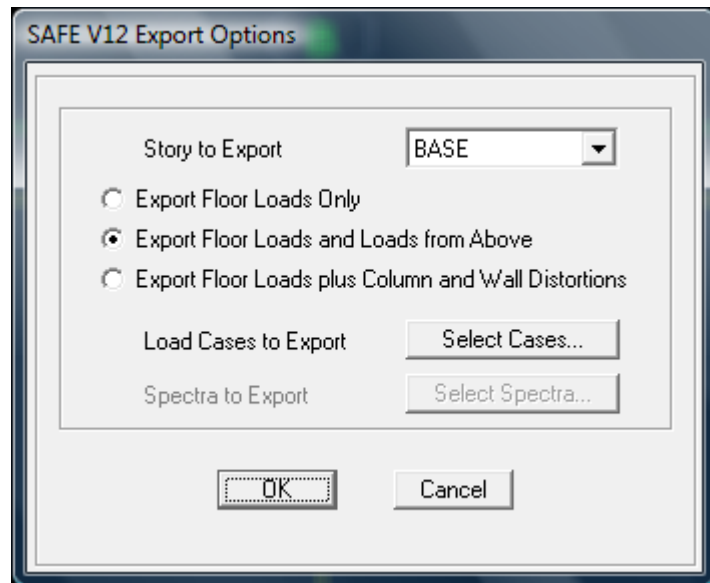 SAFE V12 Export Options
Story to Export BASE
Export Floor Loads Only
Export Floor Loads and Loads from Above
Export Floor Loads plus Column and Wall Distortions
Load Cases to Export Select Cases...
Spectra to Export Select Spectra...
OK Cancel